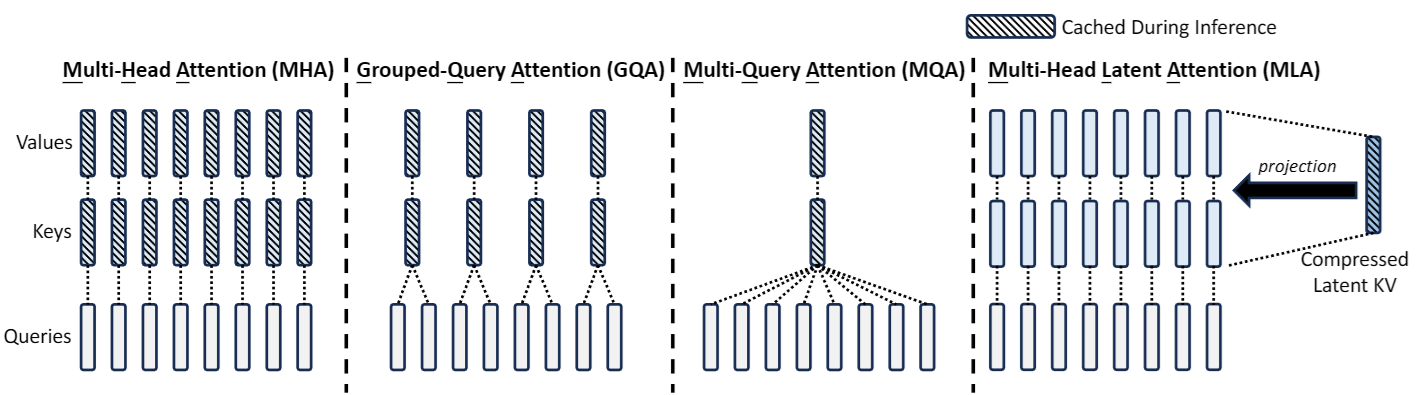 Cached During Inference
Multi-Head Attention (MHA)
Grouped-Query Attention (GQA)
Multi-Query Attention (MQA)
Multi-Head Latent Attention (MLA)
Values
Keys
Queries
projection
Compressed
Latent KV